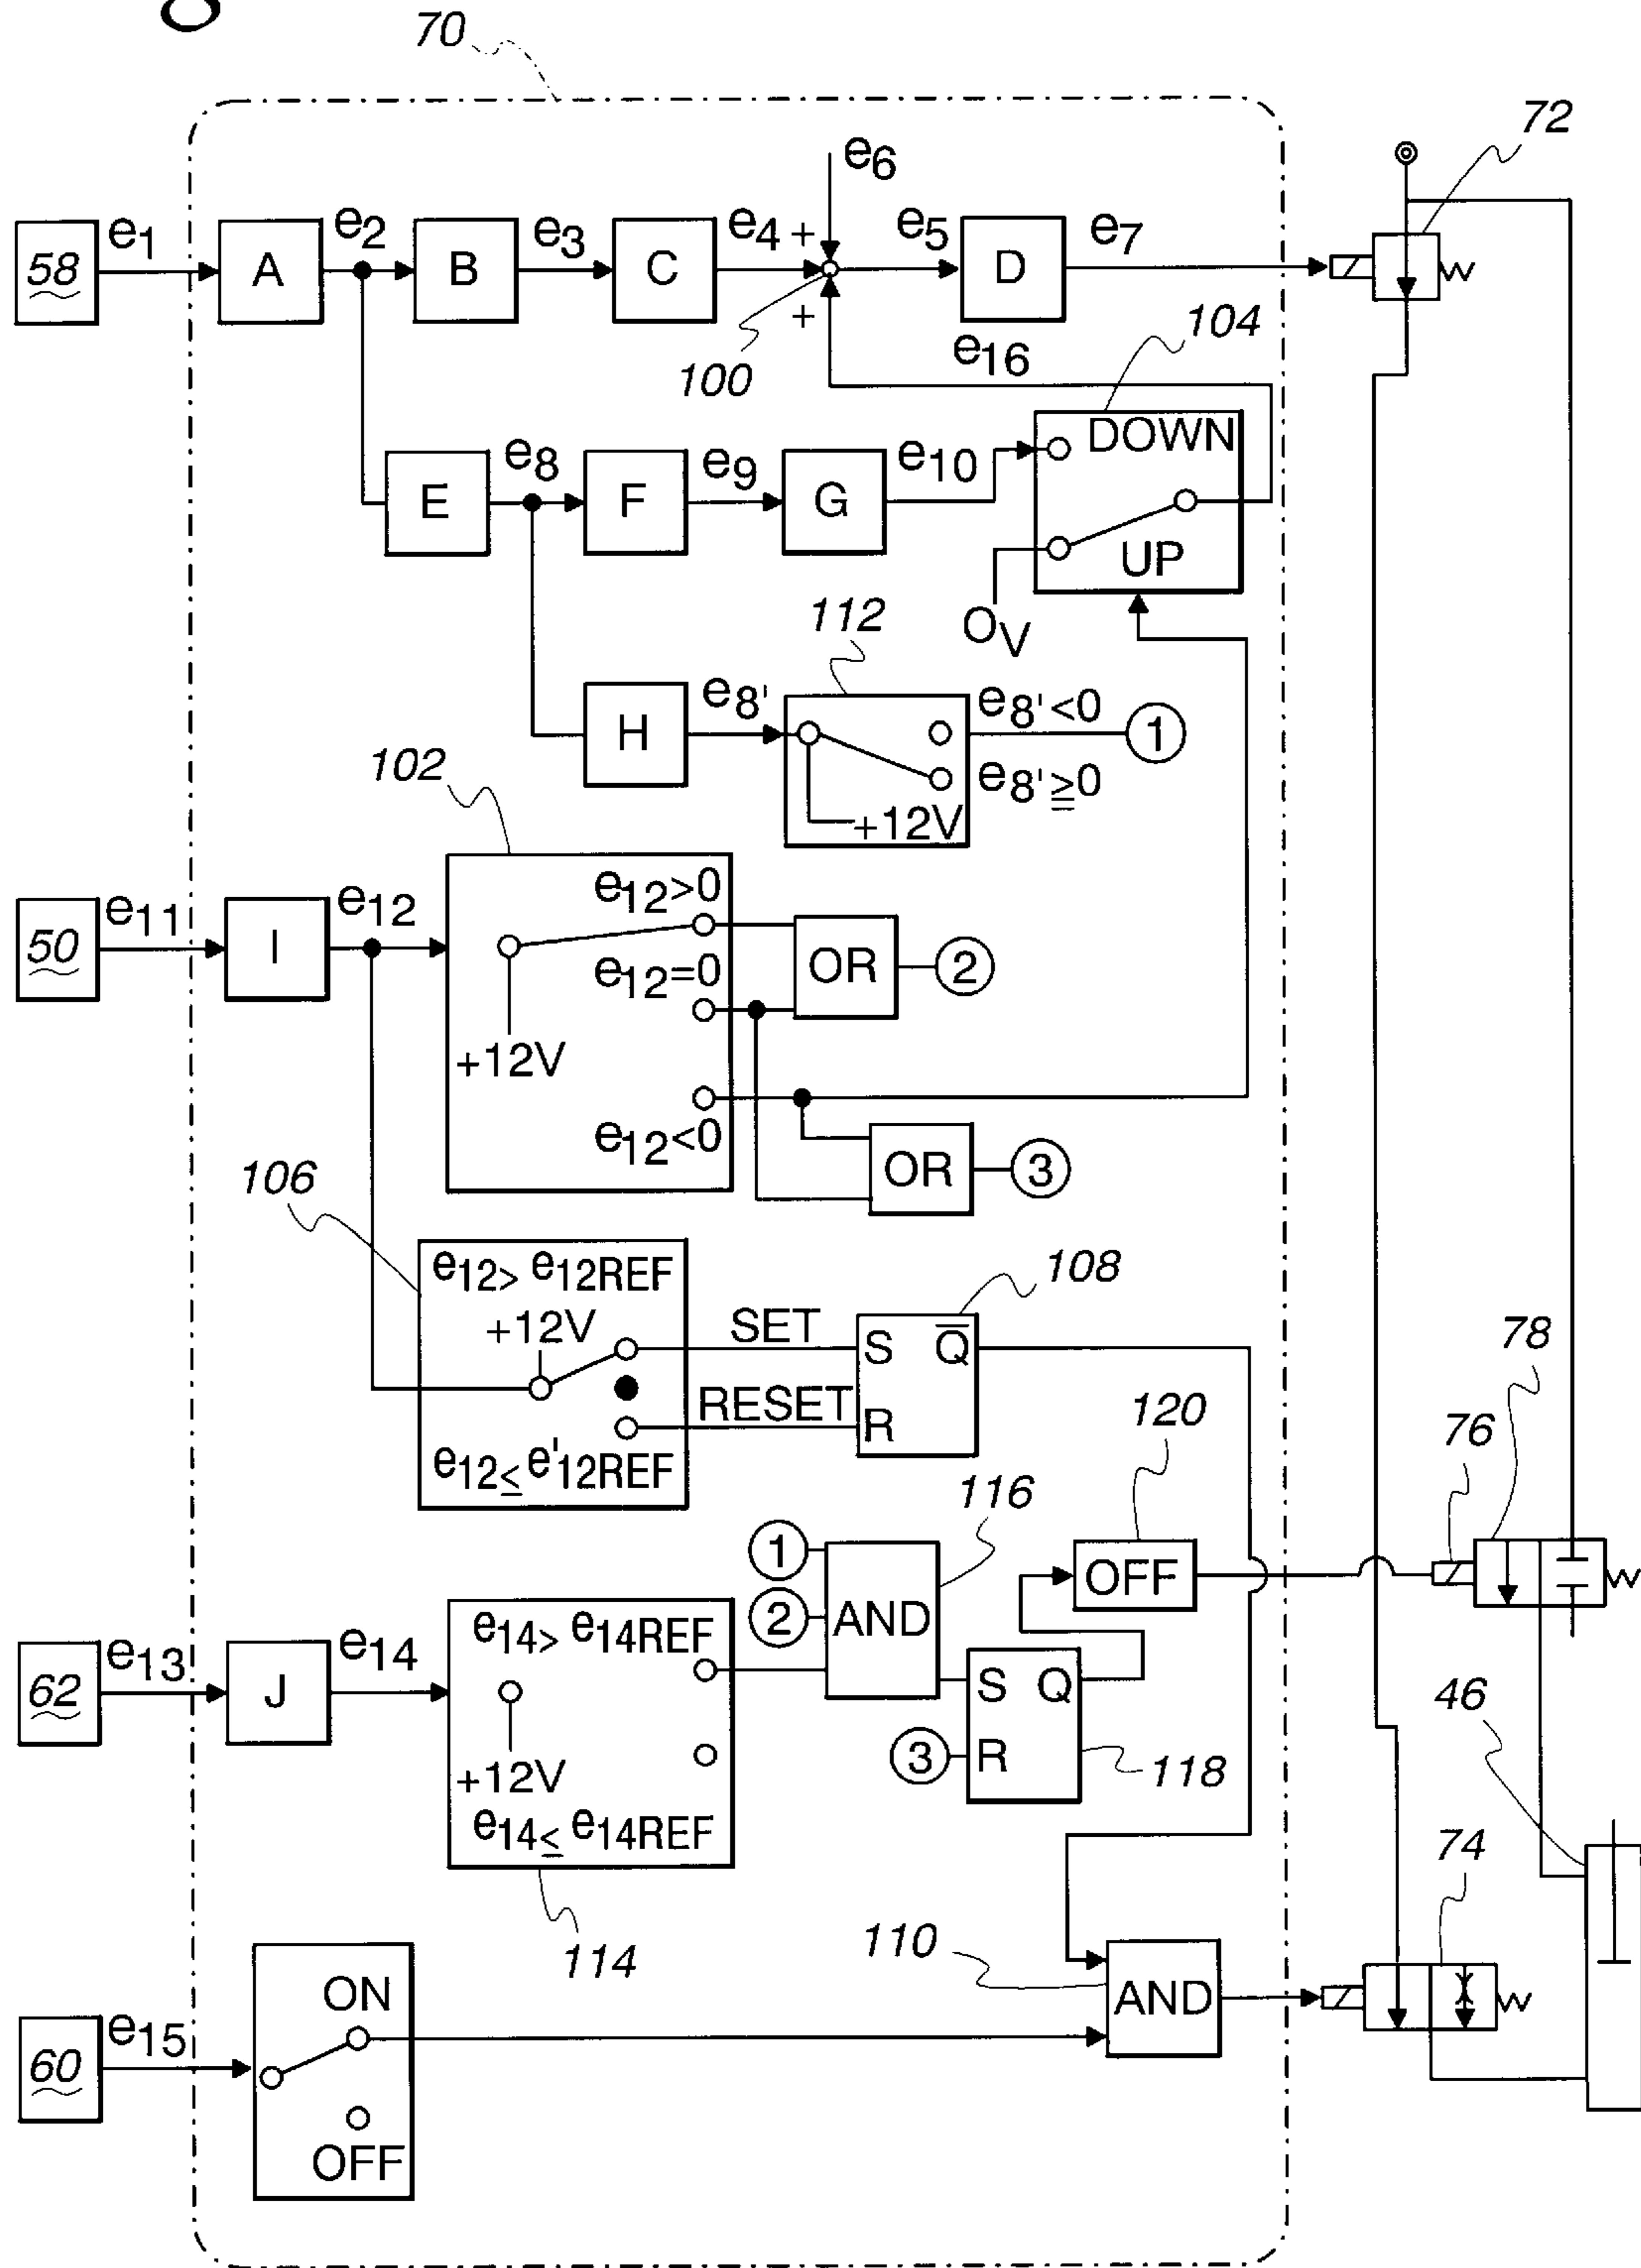 70
72
e6
e1
e2
e3
e4
+
e5
e7
58
A
B
C
D
+
100
e16
104
DOWN
UP
0V
E
e8
F
e9
G
e10
112
H
e8'
e8'<0
1
e8'≧0
+12V
102
50
e11
I
e12
e12>0
e12=0
+12V
e12<0
OR
2
OR
3
106
e12> e12REF
+12V
e12≤ e'12REF
SET
RESET
108
S
Q̅
R
120
OFF
78
76
116
1
2
AND
62
e13
J
e14
e14> e14REF
+12V
e14≤ e14REF
114
S
Q
3
R
118
46
74
110
AND
60
e15
ON
OFF